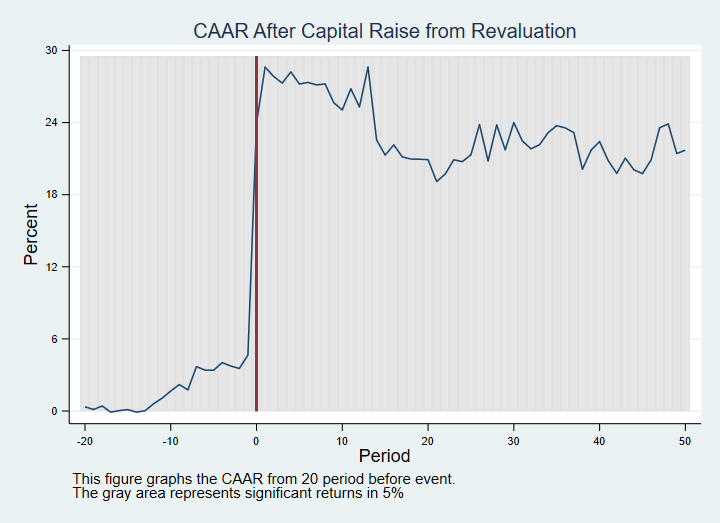 CAAR After Capital Raise from Revaluation
30
24
18
12
6
0
Percent
-20 -10 0 10 20 30 40 50
Period
This figure graphs the CAAR from 20 period before event.
The gray area represents significant returns in 5%